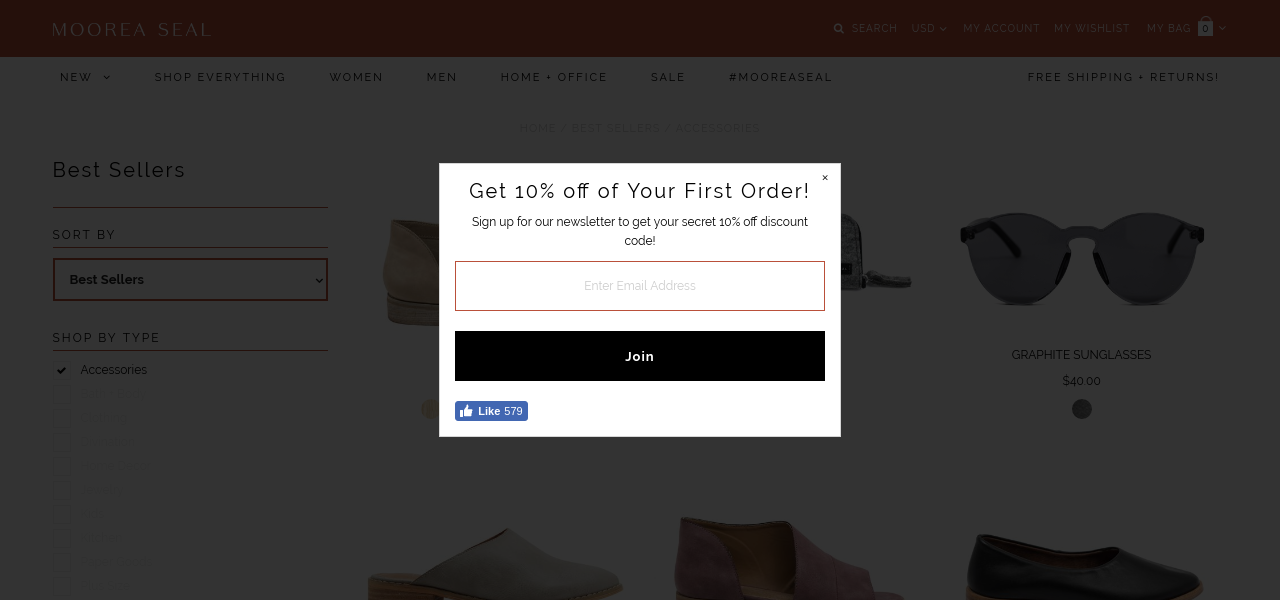 MOOREA SEAL
SEARCH
USD
MY ACCOUNT
MY WISHLIST
MY BAG 0
NEW
SHOP EVERYTHING
WOMEN
MEN
HOME + OFFICE
SALE
#MOOREASEAL
FREE SHIPPING + RETURNS!
HOME / BEST SELLERS / ACCESSORIES
Best Sellers
SORT BY
Best Sellers
SHOP BY TYPE
Accessories
×
Get 10% off of Your First Order!
Sign up for our newsletter to get your secret 10% off discount
code!
Enter Email Address
Join
Like 579
GRAPHITE SUNGLASSES
$40.00